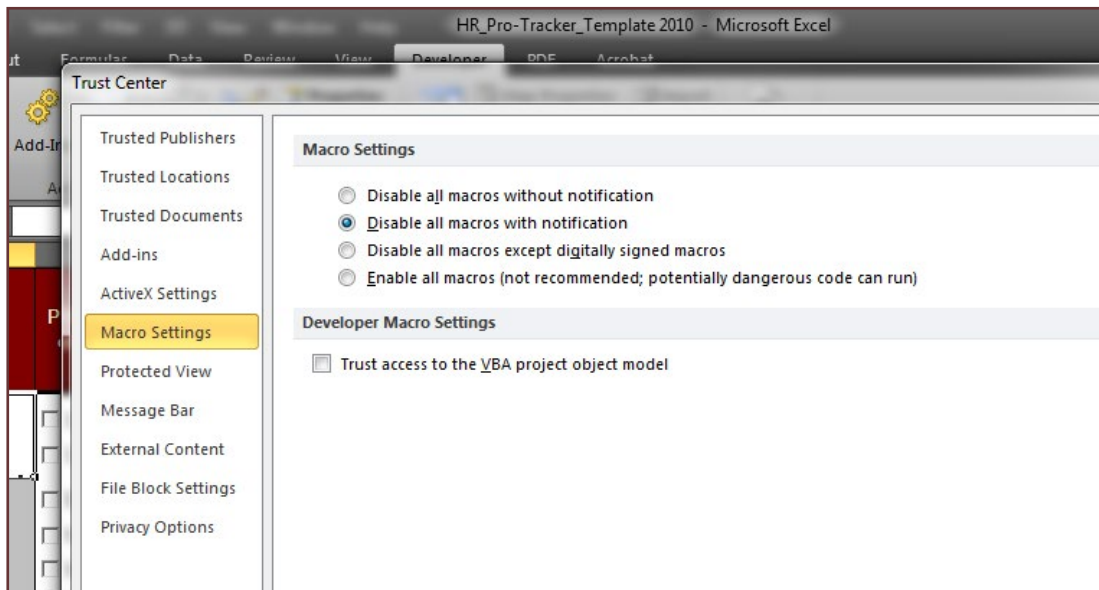 HR_Pro-Tracker_Template 2010 - Microsoft Excel
Formulas Data Review View Developer PDF Acrobat
Trust Center
Add-In
Trusted Publishers
Trusted Locations
Trusted Documents
Add-ins
ActiveX Settings
Macro Settings
Protected View
Message Bar
External Content
File Block Settings
Privacy Options
Macro Settings
Disable all macros without notification
Disable all macros with notification
Disable all macros except digitally signed macros
Enable all macros (not recommended; potentially dangerous code can run)
Developer Macro Settings
Trust access to the VBA project object model